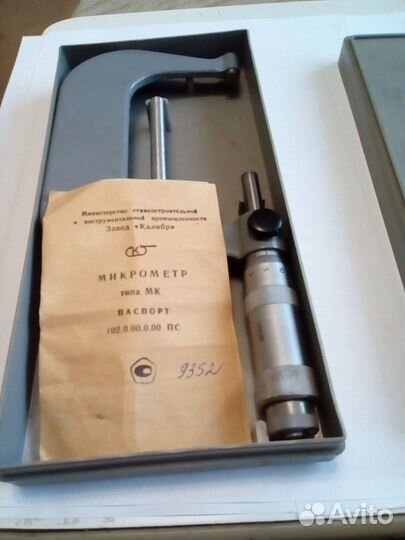 Министерство станкостроительной
и инструментальной промышленности
Завод «Калибр»
МИКРОМЕТР
типа МК
ПАСПОРТ
102.0.00.0.00 ПС
9352
Avito